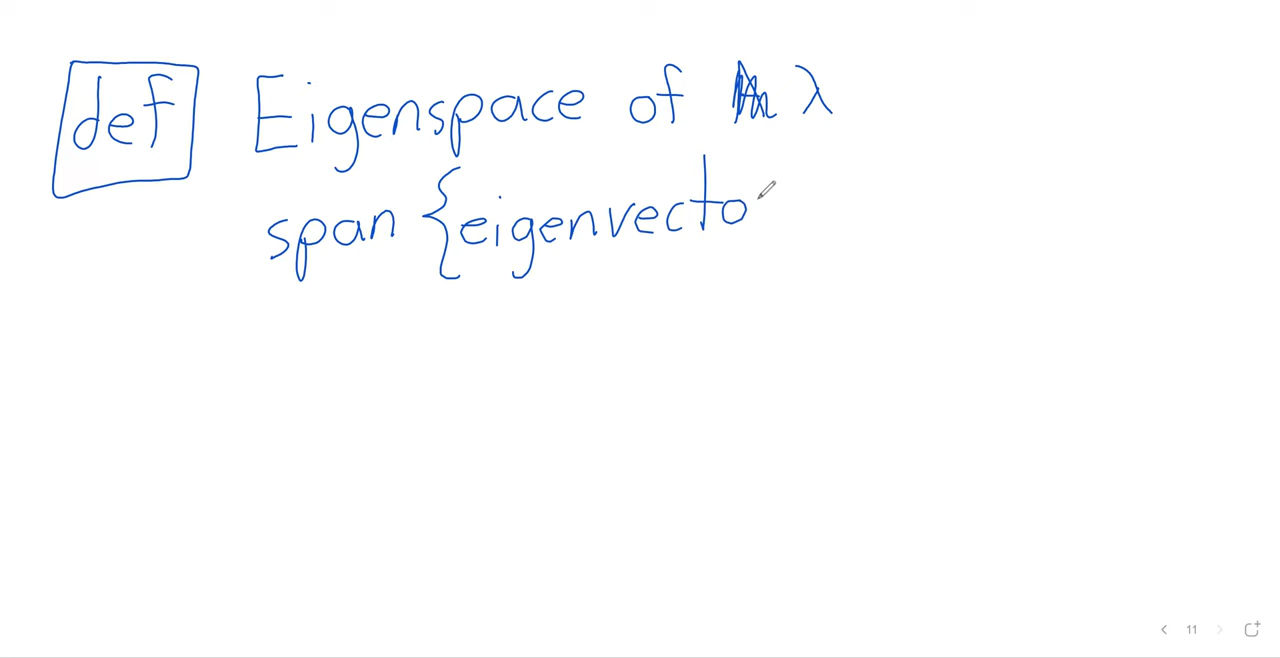 def Eigenspace of λ
span {eigenvecto
11